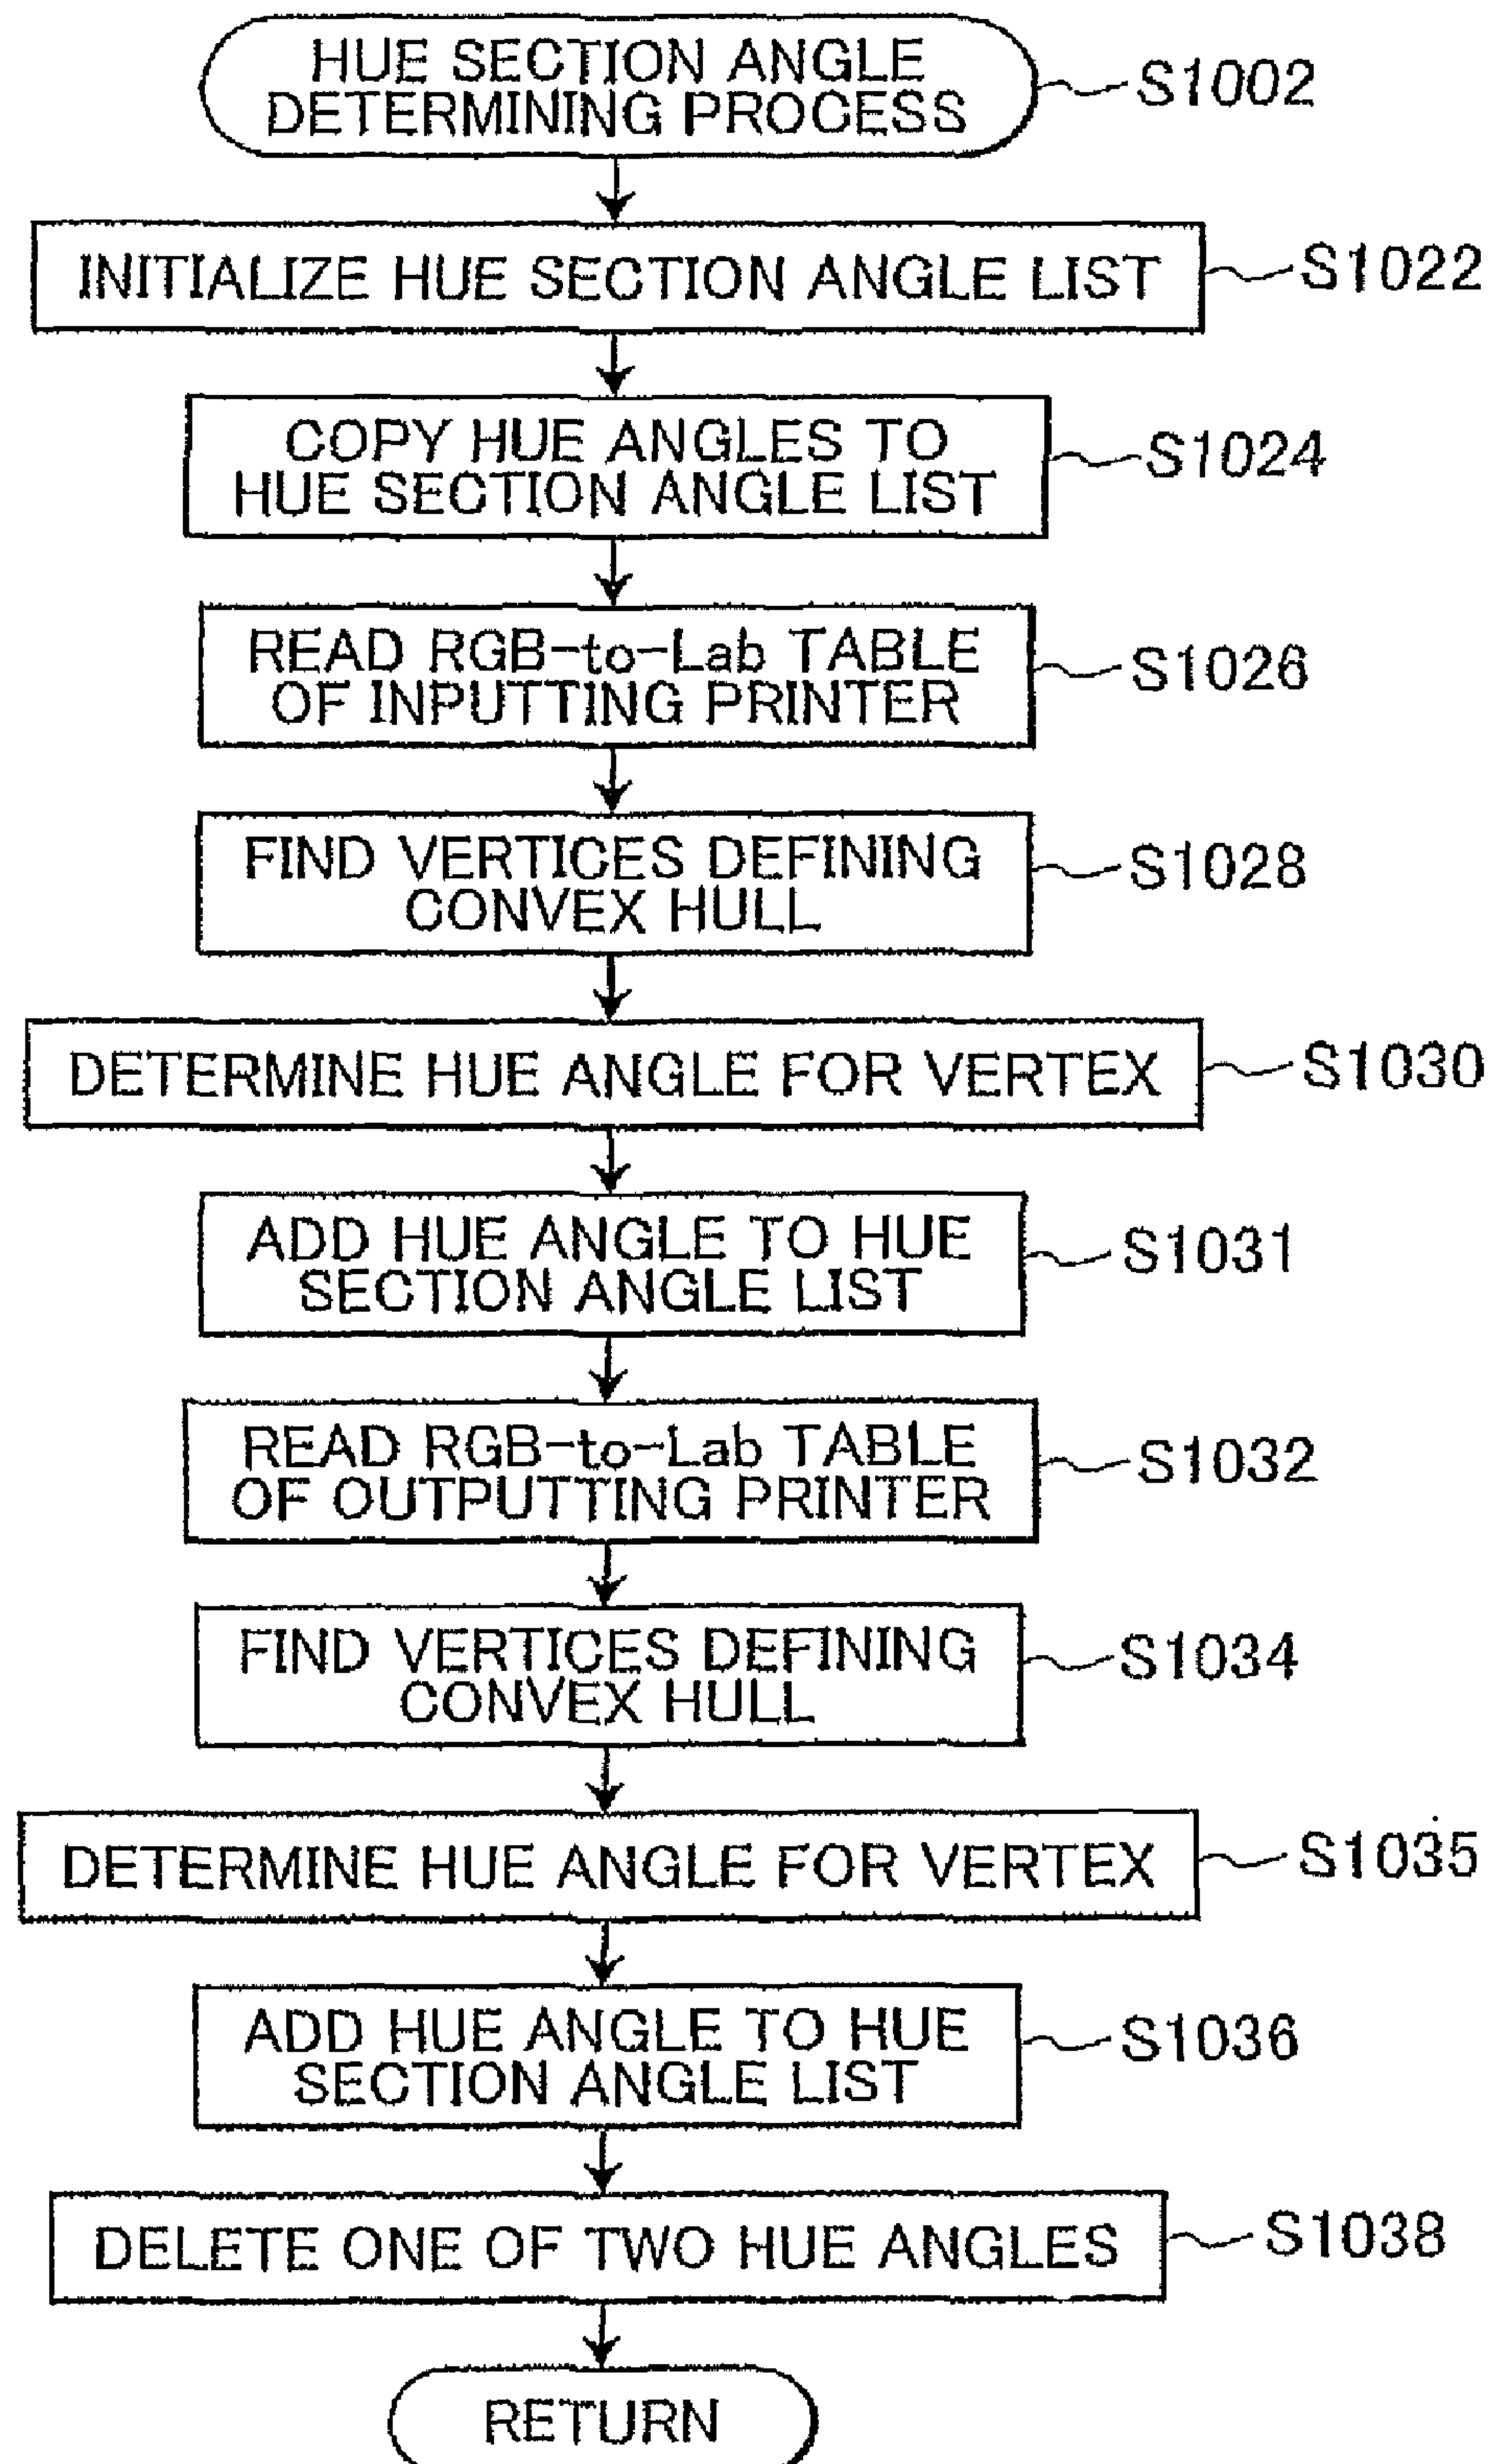 HUE SECTION ANGLE
DETERMINING PROCESS
S1002
INITIALIZE HUE SECTION ANGLE LIST
S1022
COPY HUE ANGLES TO
HUE SECTION ANGLE LIST
S1024
READ RGB-to-Lab TABLE
OF INPUTTING PRINTER
S1026
FIND VERTICES DEFINING
CONVEX HULL
S1028
DETERMINE HUE ANGLE FOR VERTEX
S1030
ADD HUE ANGLE TO HUE
SECTION ANGLE LIST
S1031
READ RGB-to-Lab TABLE
OF OUTPUTTING PRINTER
S1032
FIND VERTICES DEFINING
CONVEX HULL
S1034
DETERMINE HUE ANGLE FOR VERTEX
S1035
ADD HUE ANGLE TO HUE
SECTION ANGLE LIST
S1036
DELETE ONE OF TWO HUE ANGLES
S1038
RETURN